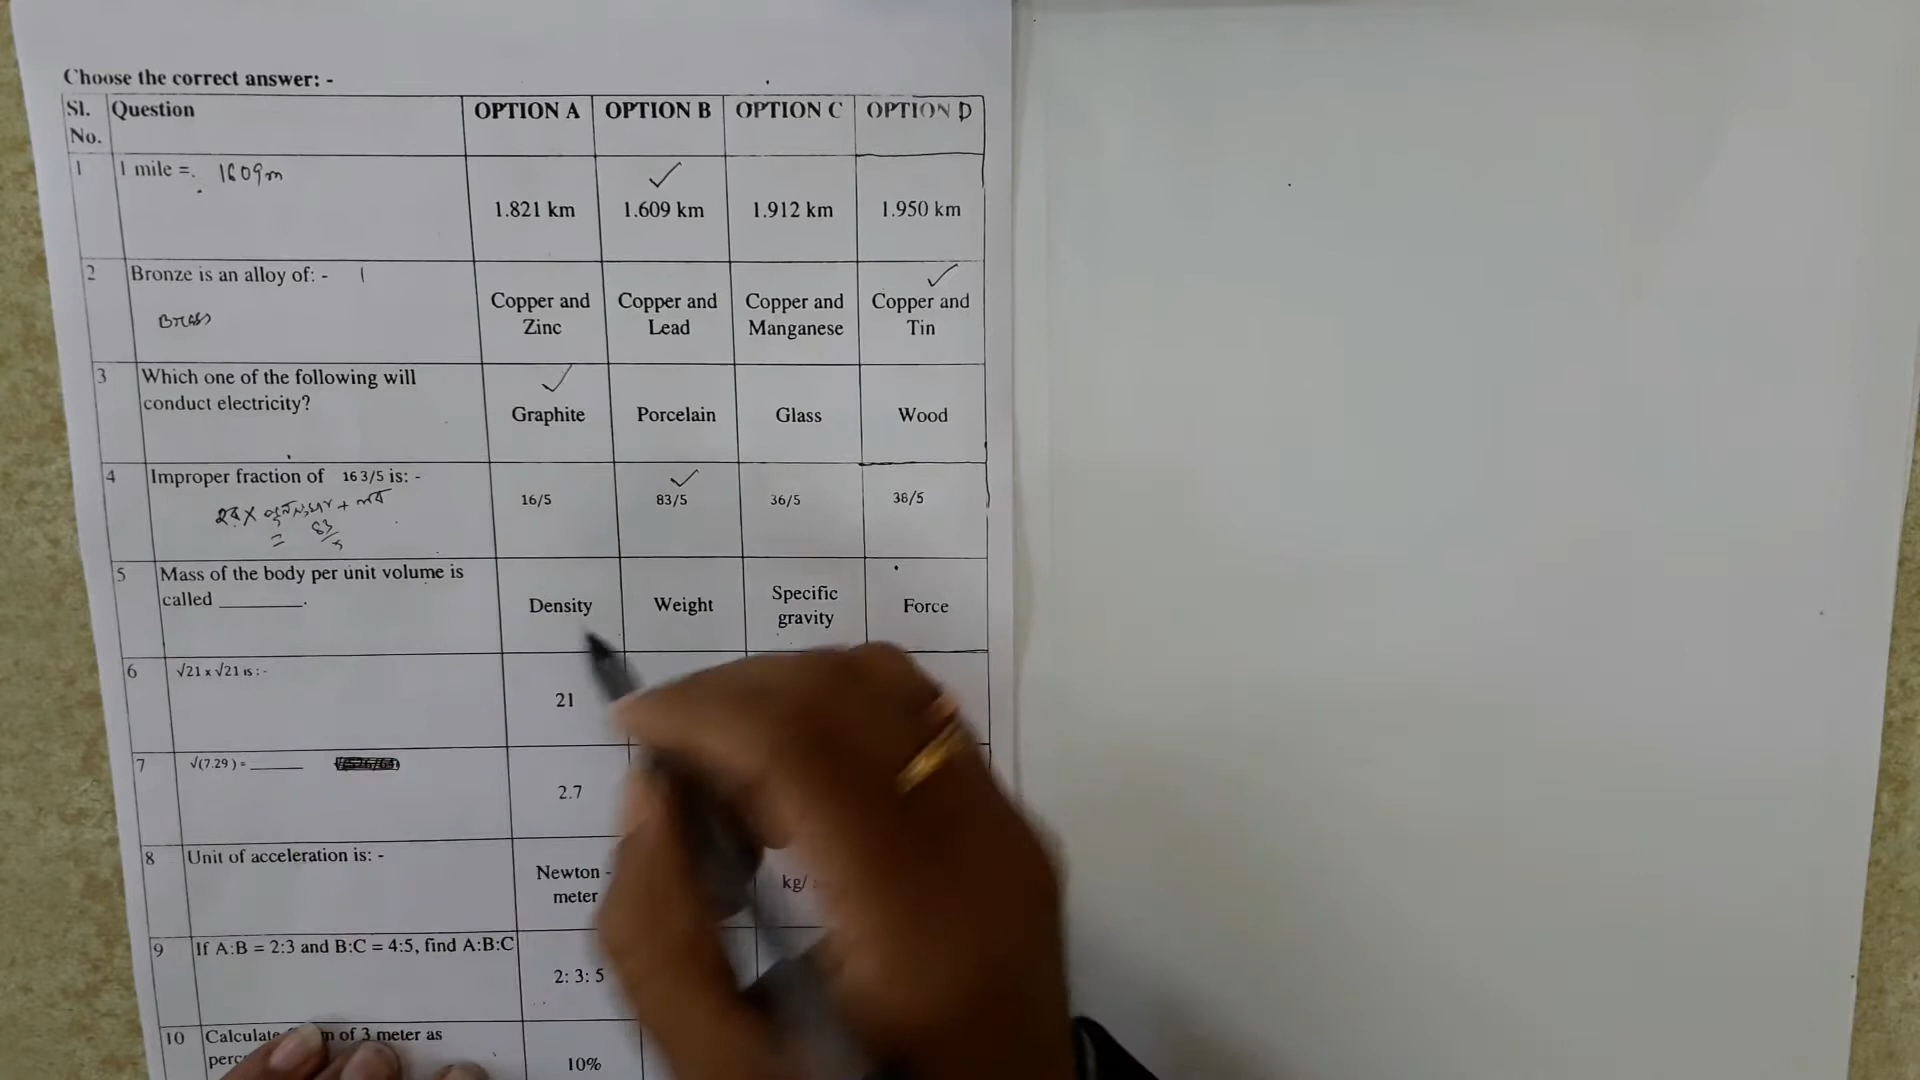 Choose the correct answer: -
Sl. No. Question OPTION A OPTION B OPTION C OPTION D
1 1 mile =. 1609m
1.821 km 1.609 km 1.912 km 1.950 km
2 Bronze is an alloy of: -
Brass
Copper and Zinc Copper and Lead Copper and Manganese Copper and Tin
3 Which one of the following will
conduct electricity?
Graphite Porcelain Glass Wood
4 Improper fraction of 16 3/5 is: -
= 83/5
16/5 83/5 36/5 38/5
5 Mass of the body per unit volume is
called ________.
Density Weight Specific gravity Force
6 √21 x √21 is : -
21
7 √(7.29 ) = ________
2.7
8 Unit of acceleration is: -
Newton - meter kg/
9 If A:B = 2:3 and B:C = 4:5, find A:B:C
2: 3: 5
10 Calculate of 3 meter as
10%